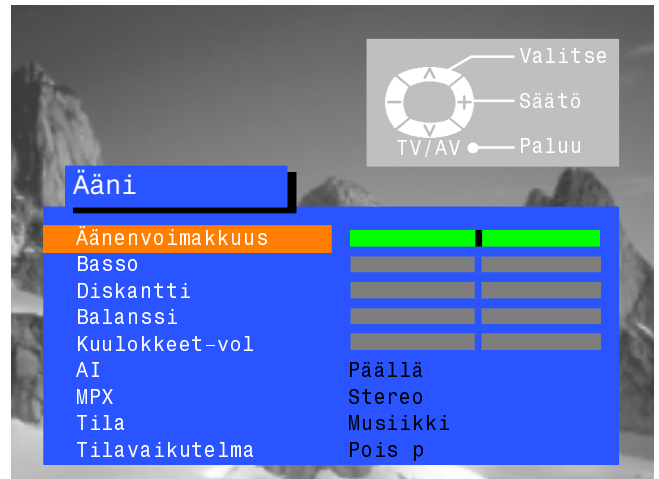 Valitse
Säätö
TV/AV Paluu
Ääni
Äänenvoimakkuus
Basso
Diskantti
Balanssi
Kuulokkeet-vol
AI Päällä
MPX Stereo
Tila Musiikki
Tilavaikutelma Pois p